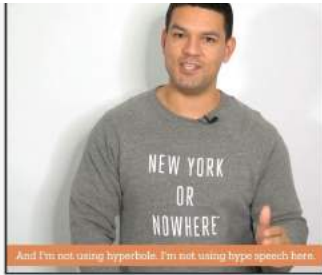 NEW YORK
OR
NOWHERE
And I'm not using hyperbole. I'm not using hype speech here.